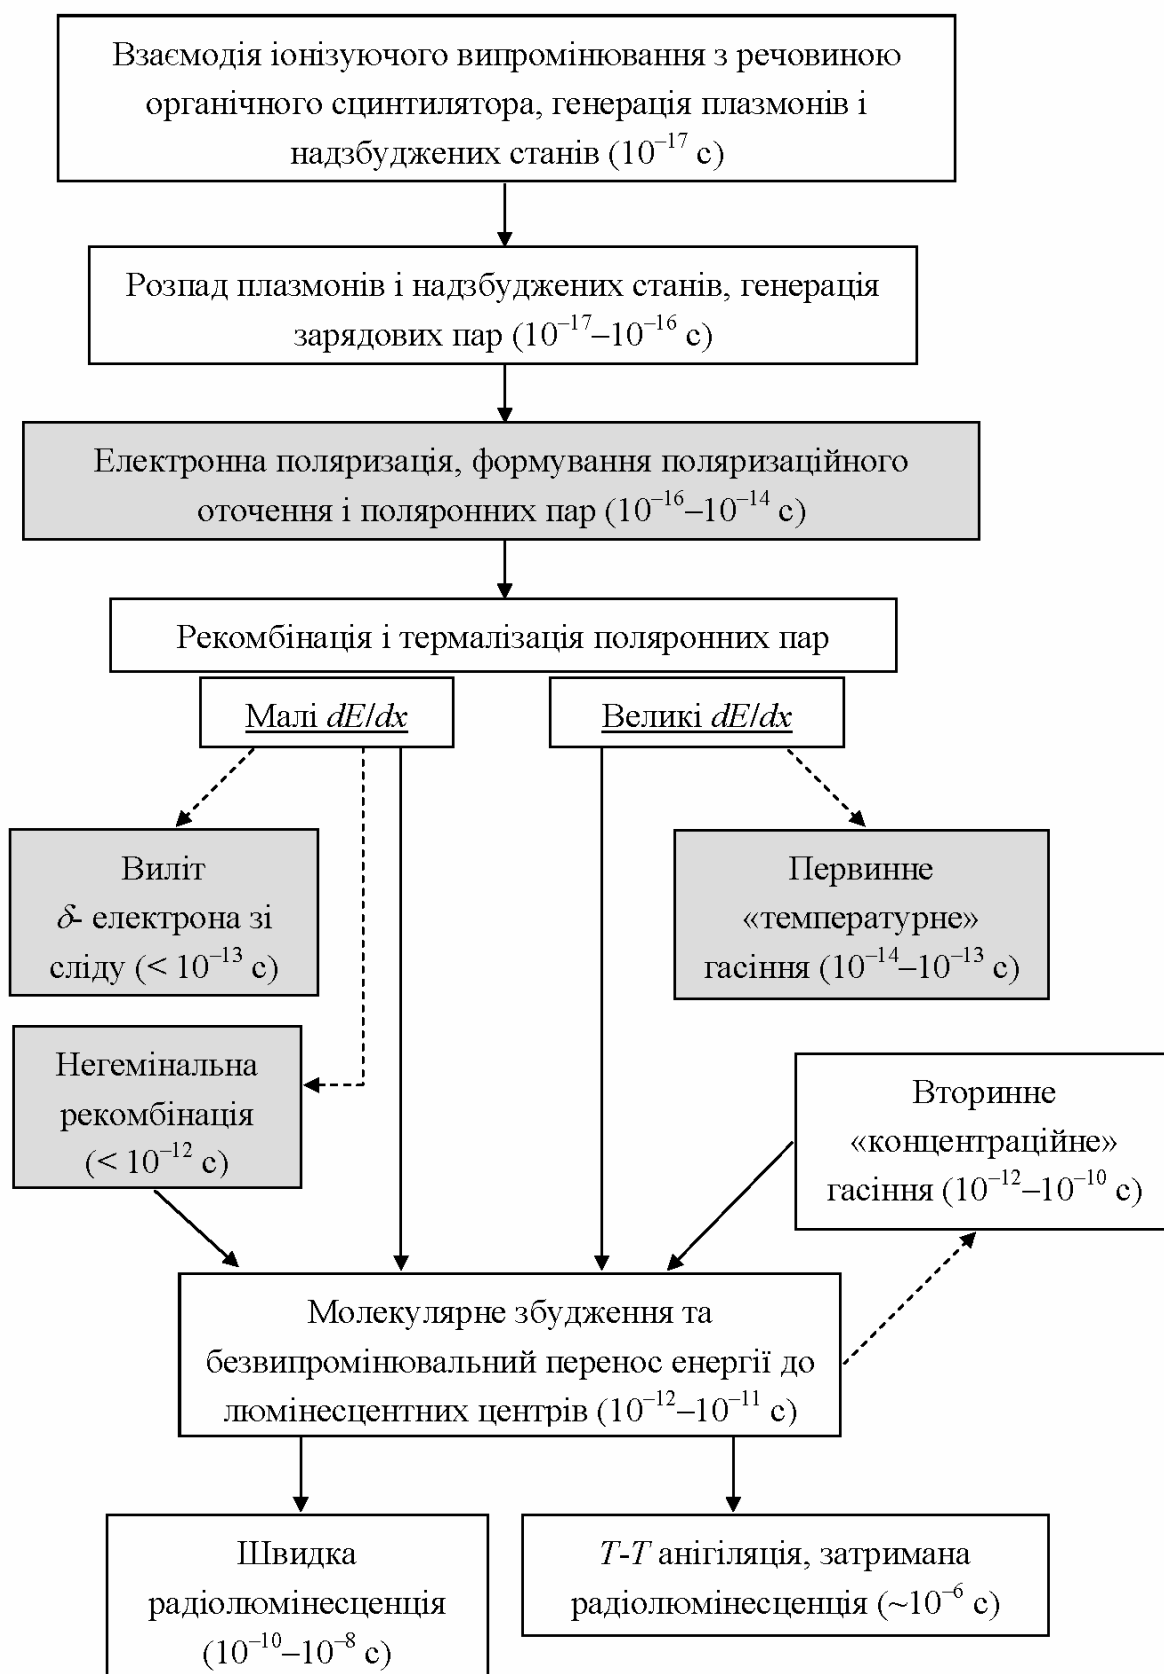 Взаємодія іонізуючого випромінювання з речовиною
органічного сцинтилятора, генерація плазмонів і
надзбуджених станів (10⁻¹⁷ с)
Розпад плазмонів і надзбуджених станів, генерація
зарядових пар (10⁻¹⁷–10⁻¹⁶ с)
Електронна поляризація, формування поляризаційного
оточення і поляронних пар (10⁻¹⁶–10⁻¹⁴ с)
Рекомбінація і термалізація поляронних пар
Малі dE/dx
Великі dE/dx
Виліт
δ- електрона зі
сліду (< 10⁻¹³ с)
Первинне
«температурне»
гасіння (10⁻¹⁴–10⁻¹³ с)
Негемінальна
рекомбінація
(< 10⁻¹² с)
Вторинне
«концентраційне»
гасіння (10⁻¹²–10⁻¹⁰ с)
Молекулярне збудження та
безвипромінювальний перенос енергії до
люмінесцентних центрів (10⁻¹²–10⁻¹¹ с)
Швидка
радіолюмінесценція
(10⁻¹⁰–10⁻⁸ с)
T-T анігіляція, затримана
радіолюмінесценція (~10⁻⁶ с)